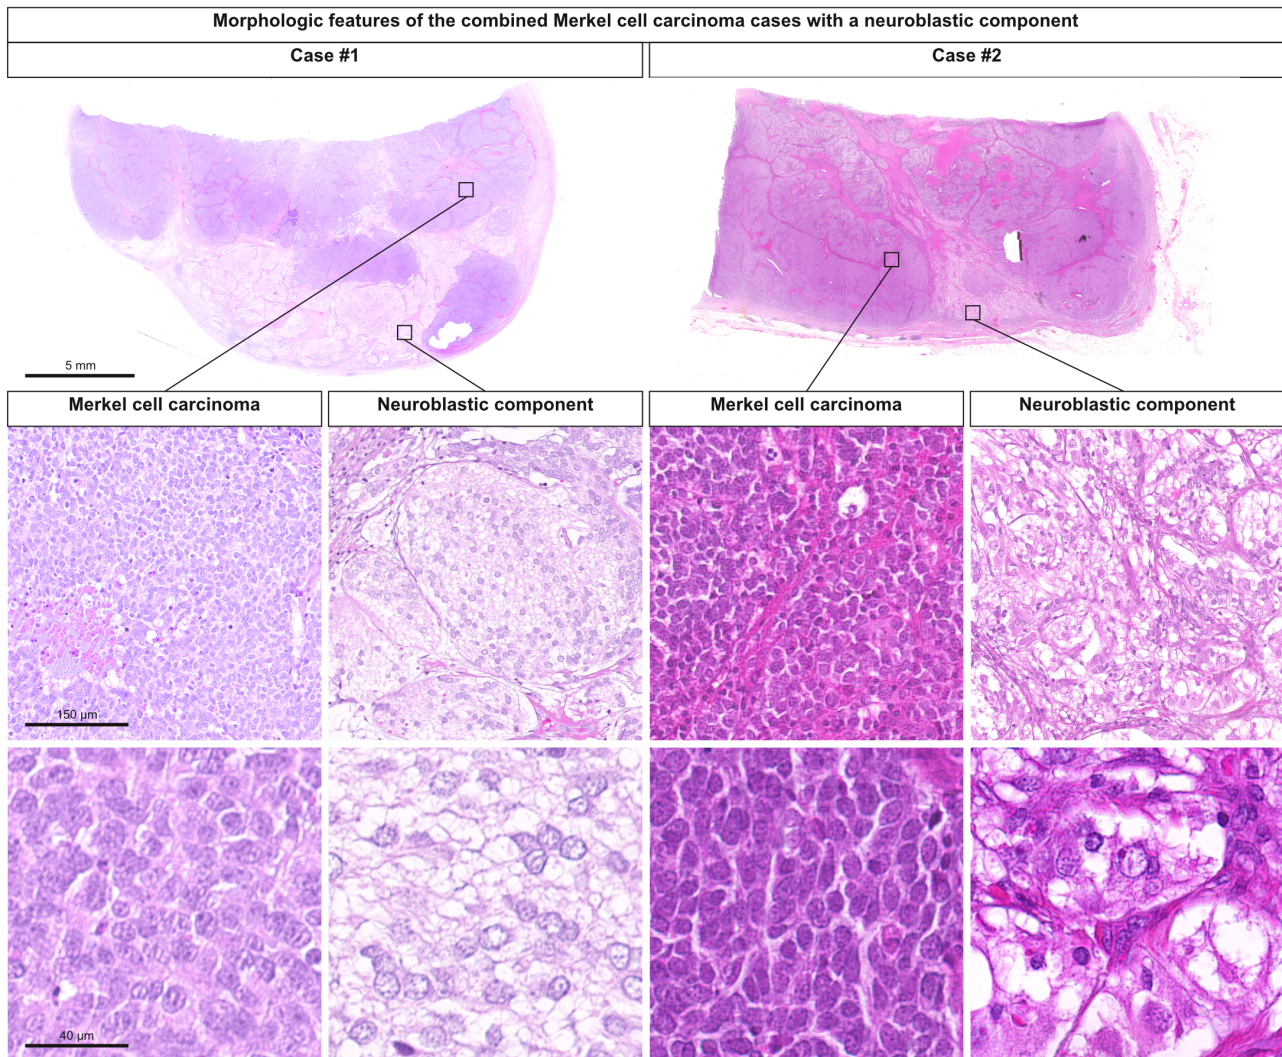 Morphologic features of the combined Merkel cell carcinoma cases with a neuroblastic component
Case #1
Case #2
5 mm
Merkel cell carcinoma
Neuroblastic component
Merkel cell carcinoma
Neuroblastic component
150 µm
40 µm